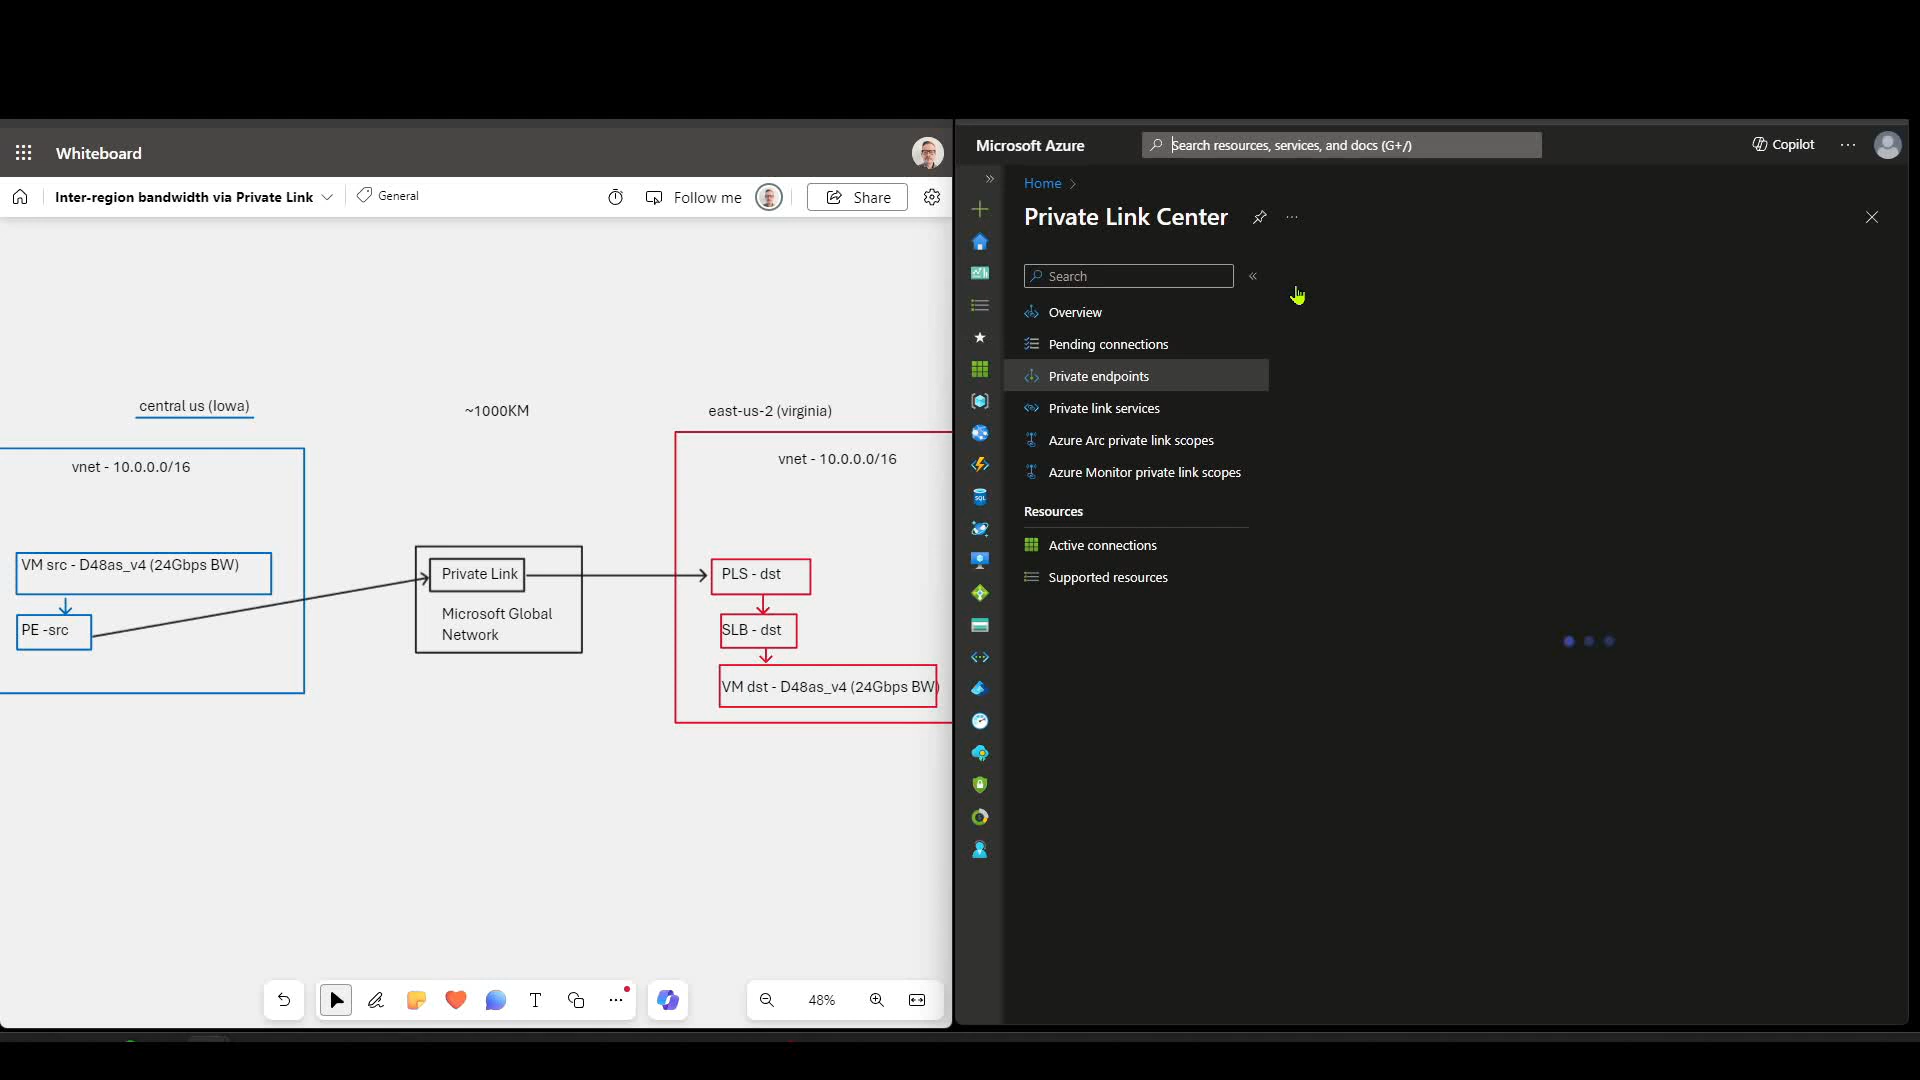 Whiteboard
Inter-region bandwidth via Private Link
General
Follow me
Share
central us (Iowa)
~1000KM
east-us-2 (virginia)
vnet - 10.0.0.0/16
vnet - 10.0.0.0/16
VM src - D48as_v4 (24Gbps BW)
PE -src
Private Link
Microsoft Global
Network
PLS - dst
SLB - dst
VM dst - D48as_v4 (24Gbps BW)
48%
Microsoft Azure
Search resources, services, and docs (G+/)
Copilot
Home
Private Link Center
Search
Overview
Pending connections
Private endpoints
Private link services
Azure Arc private link scopes
Azure Monitor private link scopes
Resources
Active connections
Supported resources